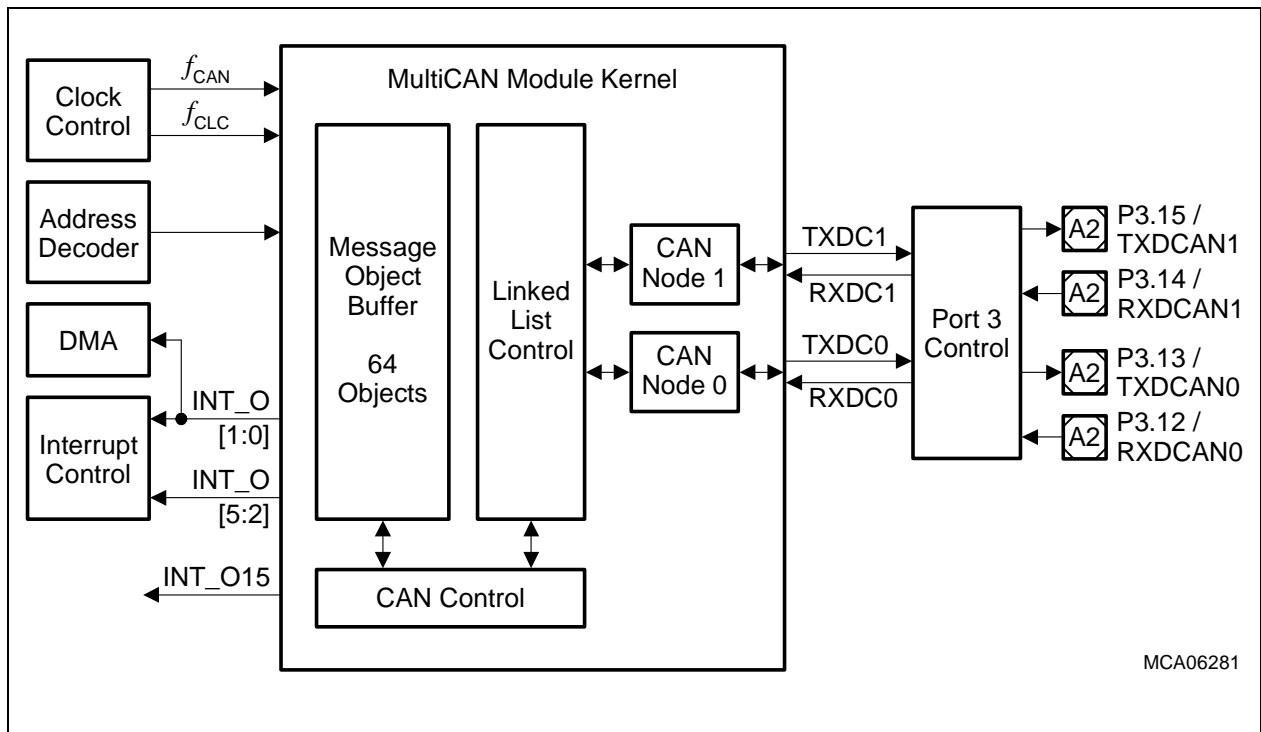 MultiCAN Module Kernel
Clock
Control
fCAN
fCLC
Address
Decoder
DMA
Interrupt
Control
INT_O
[1:0]
INT_O
[5:2]
INT_O15
Message
Object
Buffer
64
Objects
Linked
List
Control
CAN Control
CAN
Node 1
CAN
Node 0
TXDC1
RXDC1
TXDC0
RXDC0
Port 3
Control
A2
P3.15 /
TXDCAN1
A2
P3.14 /
RXDCAN1
A2
P3.13 /
TXDCAN0
A2
P3.12 /
RXDCAN0
MCA06281